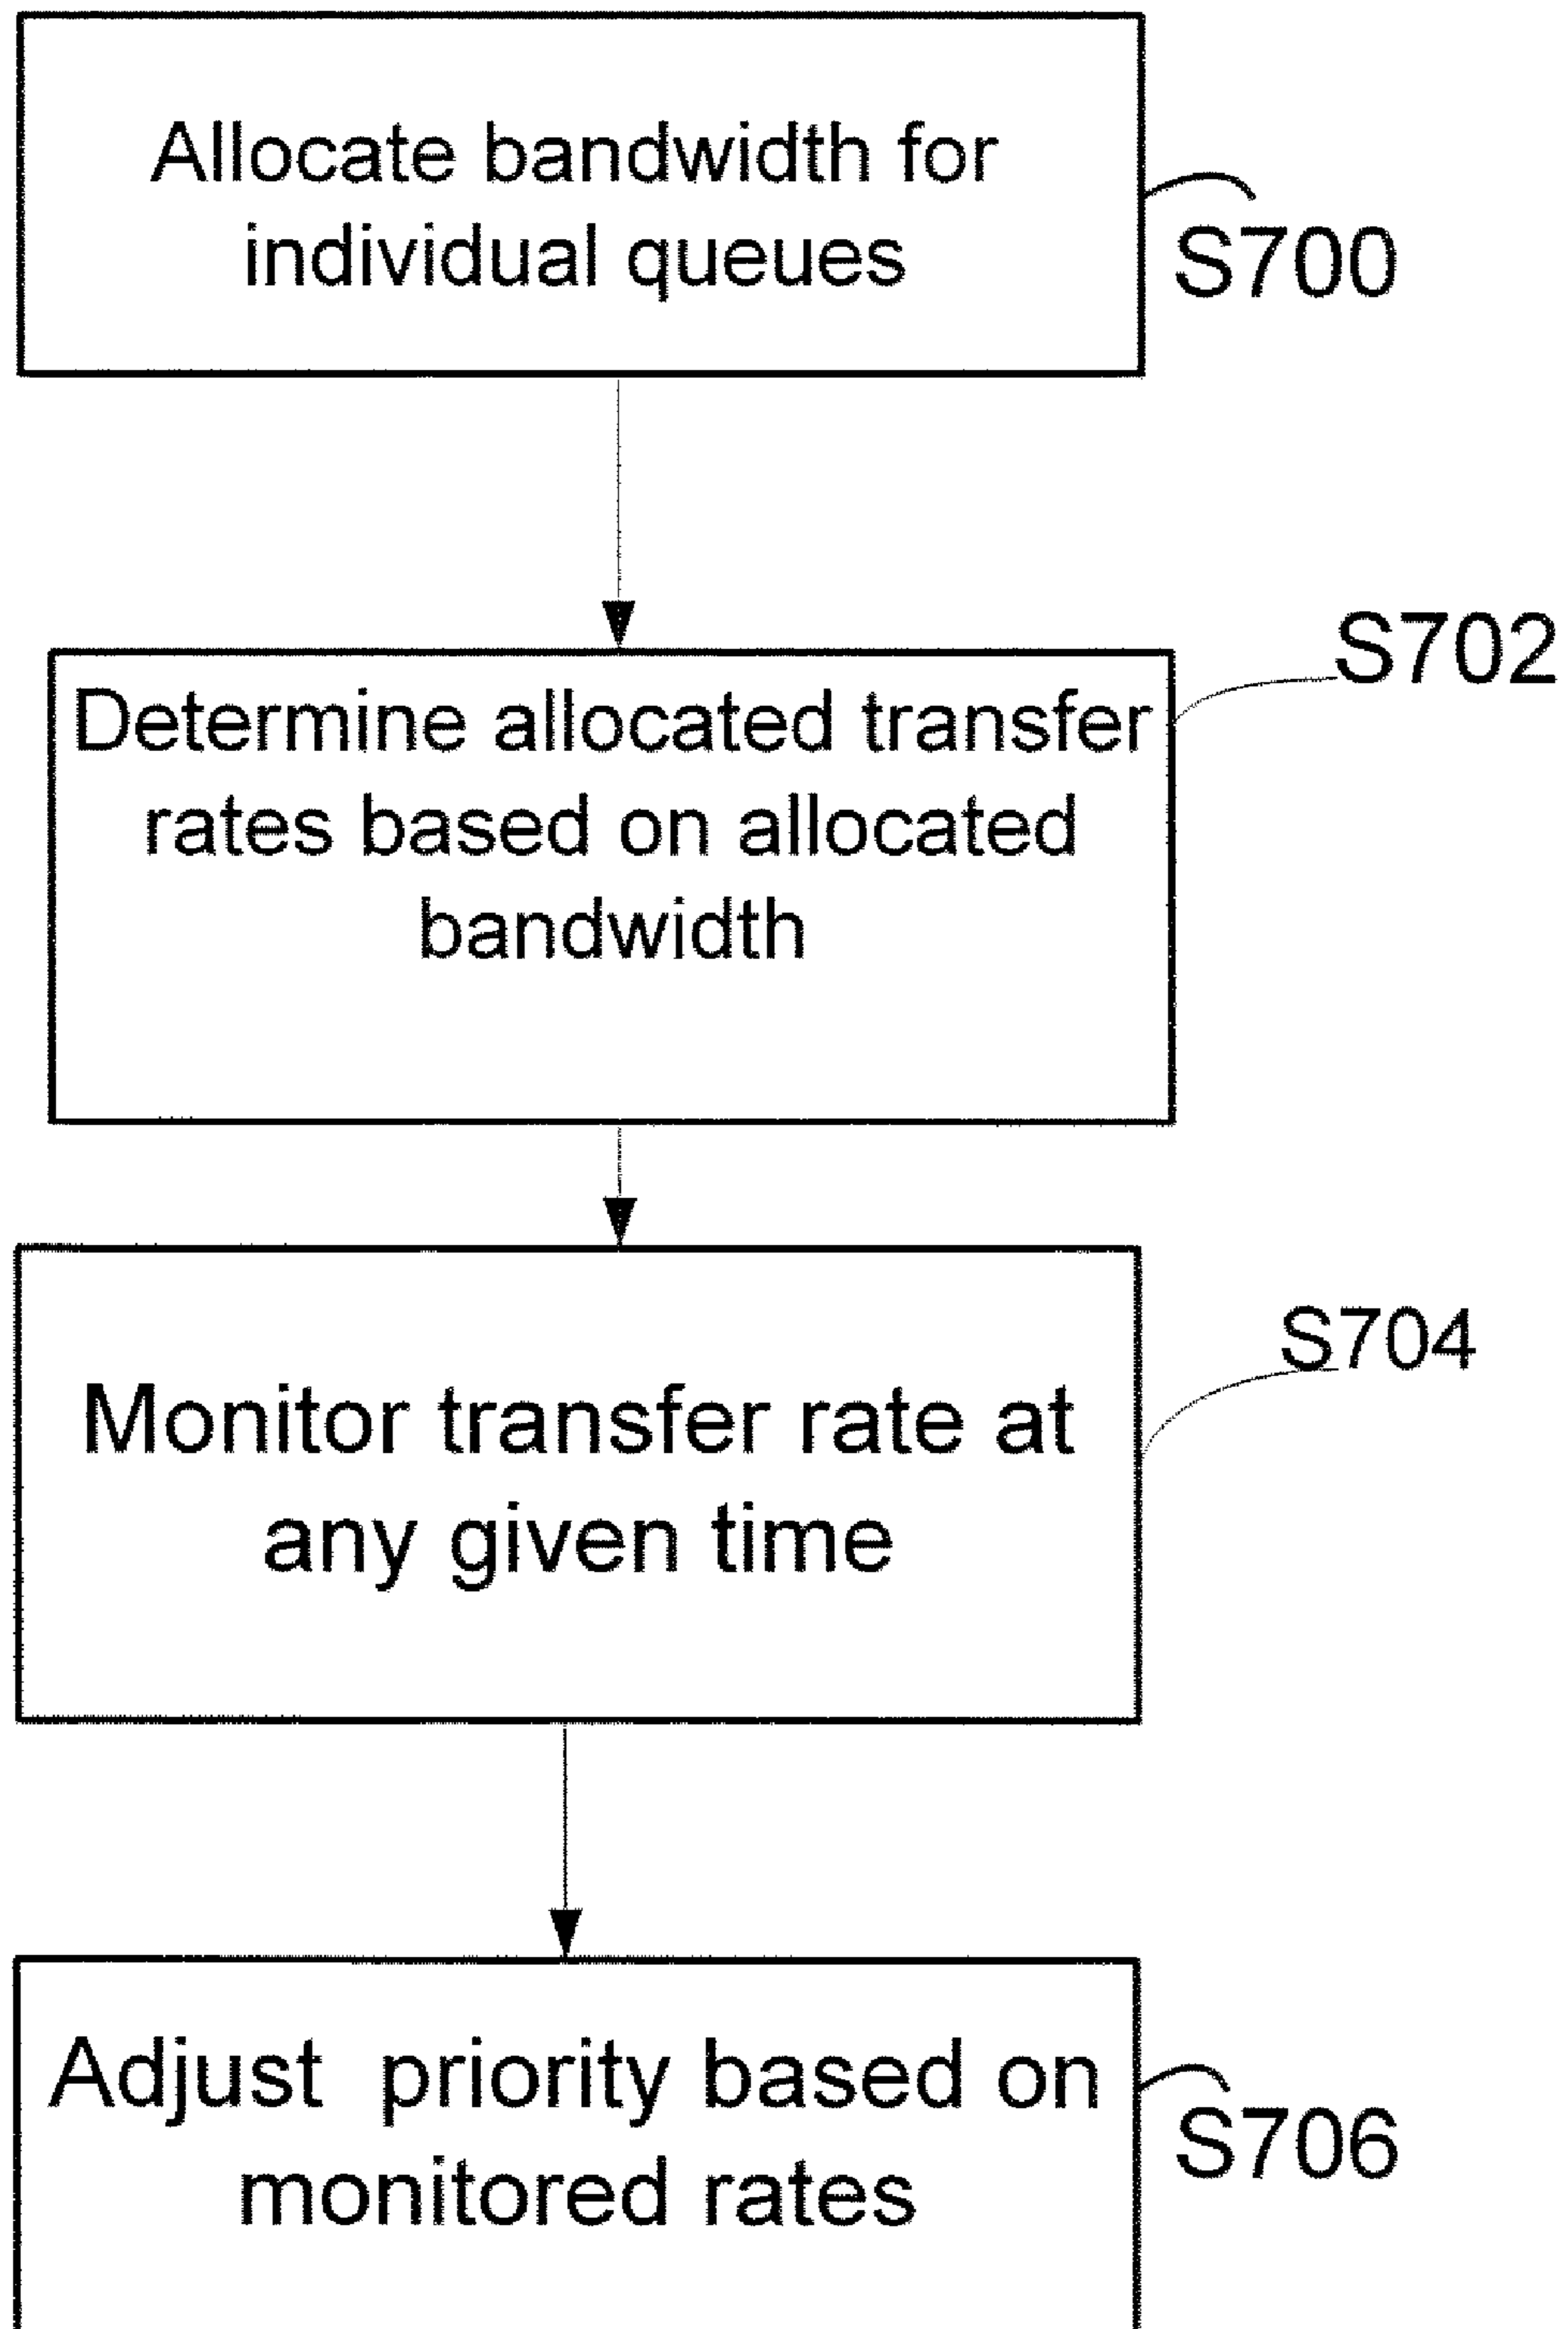 Allocate bandwidth for
individual queues
S700
S702
Determine allocated transfer
rates based on allocated
bandwidth
S704
Monitor transfer rate at
any given time
Adjust priority based on
monitored rates
S706